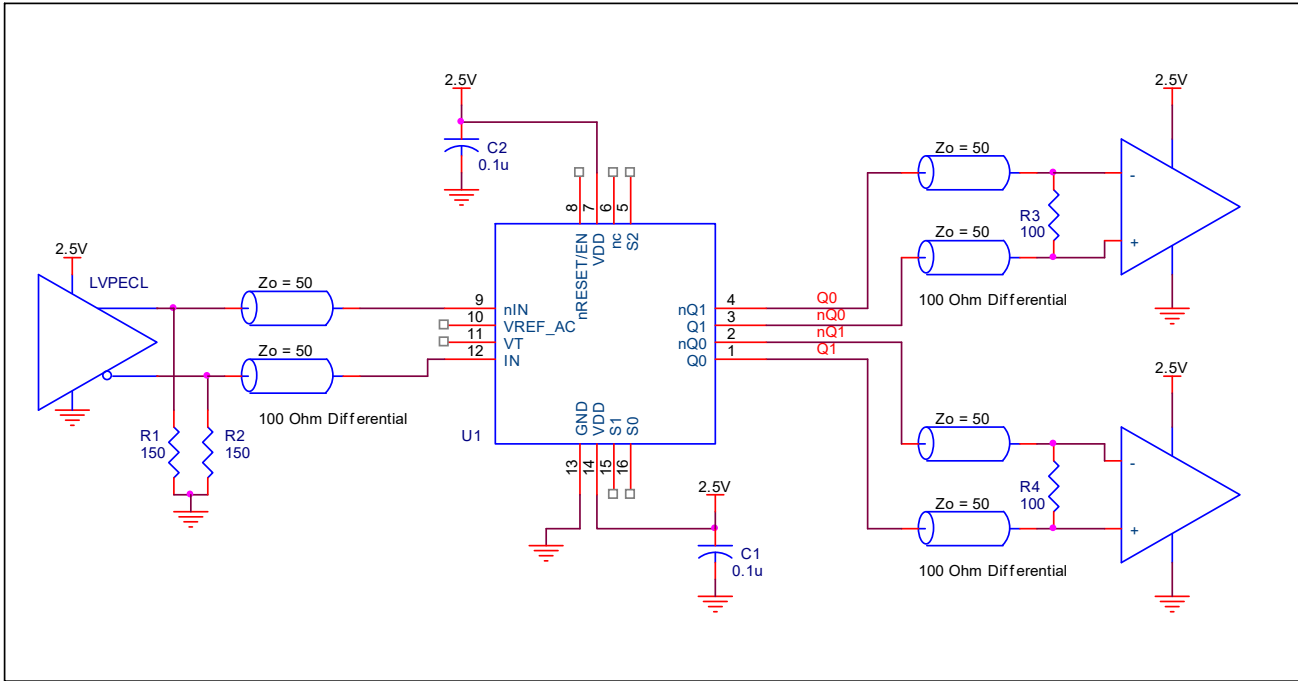 2.5V
C2
0.1u
2.5V
LVPECL
Zo = 50
Zo = 50
100 Ohm Differential
R1
150
R2
150
8
7
6
5
nRESET/EN
VDD
nc
S2
9
nIN
10
VREF_AC
11
VT
12
IN
nQ1
4
Q1
3
nQ0
2
Q0
1
Q0
nQ0
nQ1
Q1
GND
VDD
S1
S0
13
14
15
16
U1
2.5V
C1
0.1u
2.5V
Zo = 50
Zo = 50
R3
100
-
+
100 Ohm Differential
2.5V
Zo = 50
Zo = 50
R4
100
-
+
100 Ohm Differential